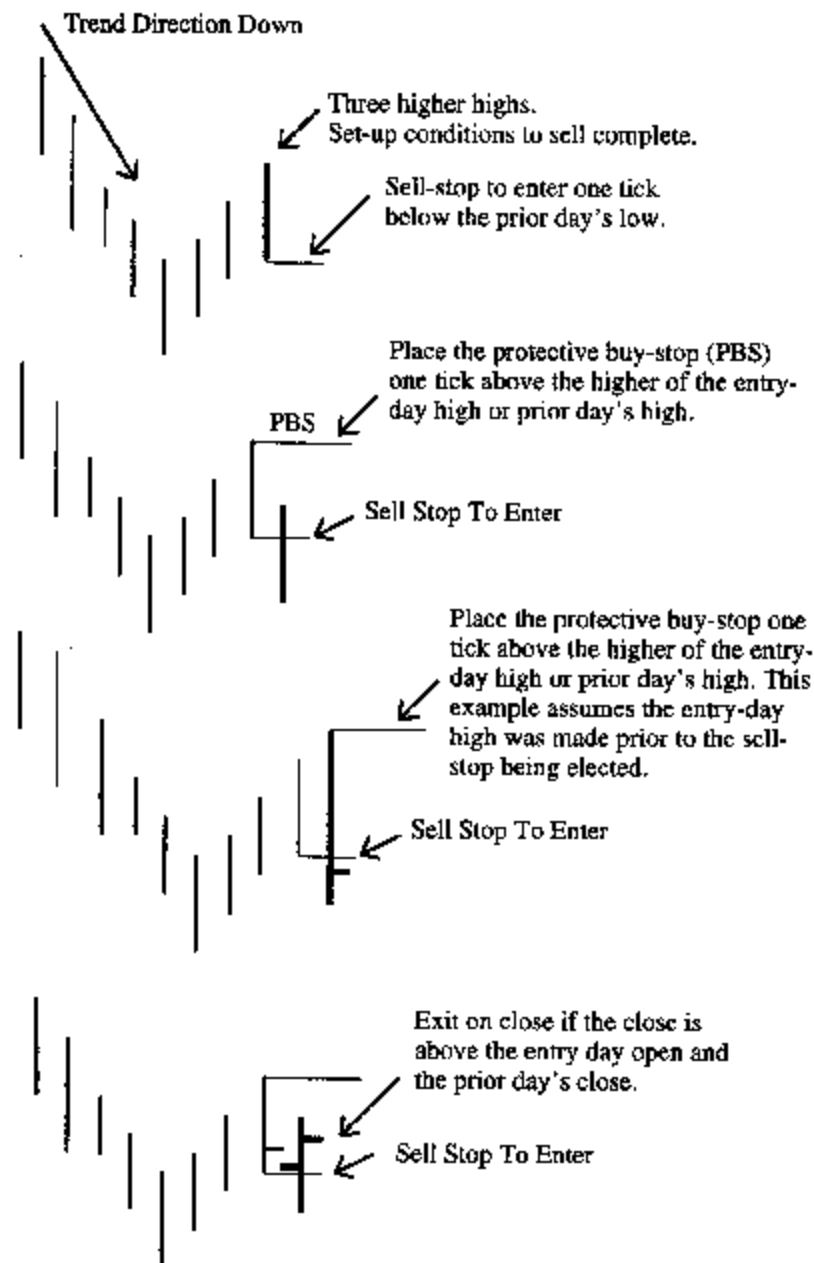 Trend Direction Down
Three higher highs.
Set-up conditions to sell complete.
Sell-stop to enter one tick
below the prior day's low.
Place the protective buy-stop (PBS)
one tick above the higher of the entry-
day high or prior day's high.
PBS
Sell Stop To Enter
Place the protective buy-stop one
tick above the higher of the entry-
day high or prior day's high. This
example assumes the entry-day
high was made prior to the sell-
stop being elected.
Sell Stop To Enter
Exit on close if the close is
above the entry day open and
the prior day's close.
Sell Stop To Enter